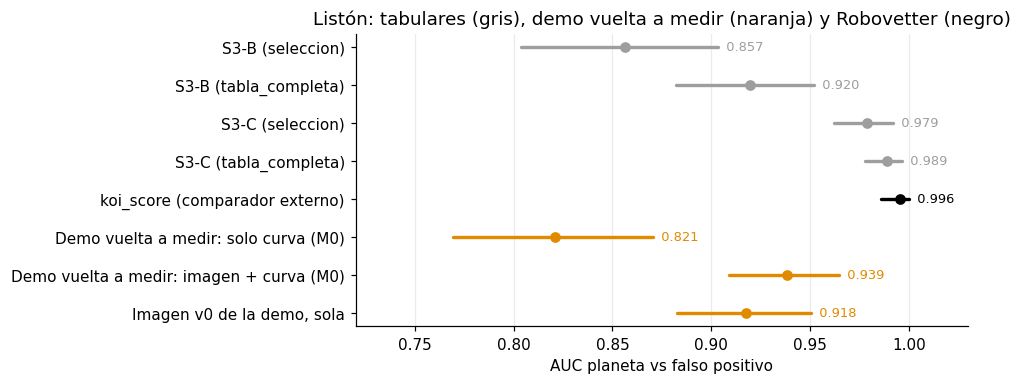 Listón: tabulares (gris), demo vuelta a medir (naranja) y Robovetter (negro)
S3-B (seleccion)
0.857
S3-B (tabla_completa)
0.920
S3-C (seleccion)
0.979
S3-C (tabla_completa)
0.989
koi_score (comparador externo)
0.996
Demo vuelta a medir: solo curva (M0)
0.821
Demo vuelta a medir: imagen + curva (M0)
0.939
Imagen v0 de la demo, sola
0.918
0.75 0.80 0.85 0.90 0.95 1.00
AUC planeta vs falso positivo